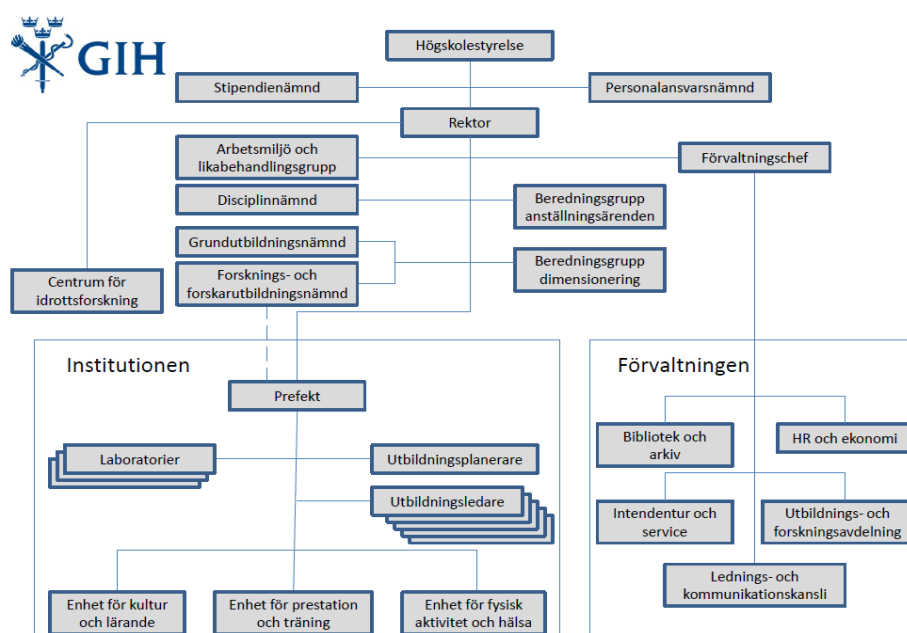 GIH
Högskolestyrelse
Stipendienämnd
Personalansvarsnämnd
Rektor
Arbetsmiljö och
likabehandlingsgrupp
Förvaltningschef
Disciplinnämnd
Beredningsgrupp
anställningsärenden
Grundutbildningsnämnd
Beredningsgrupp
dimensionering
Centrum för
idrottsforskning
Forsknings- och
forskarutbildningsnämnd
Institutionen
Prefekt
Laboratorier
Utbildningsplanerare
Utbildningsledare
Enhet för kultur
och lärande
Enhet för prestation
och träning
Enhet för fysisk
aktivitet och hälsa
Förvaltningen
Bibliotek och
arkiv
HR och ekonomi
Intendentur och
service
Utbildnings- och
forskningsavdelning
Lednings- och
kommunikationskansli